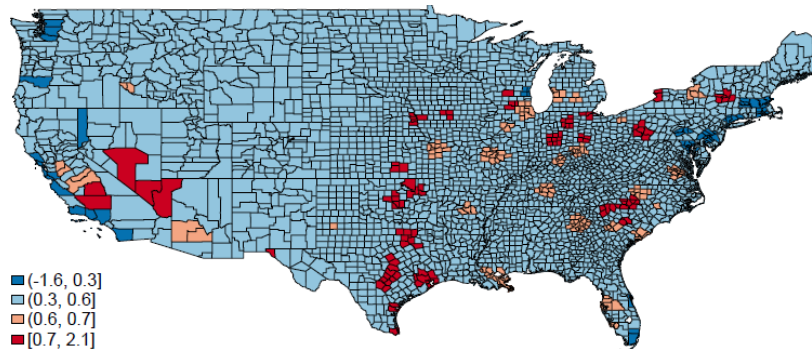 (-1.6, 0.3]
(0.3, 0.6]
(0.6, 0.7]
[0.7, 2.1]